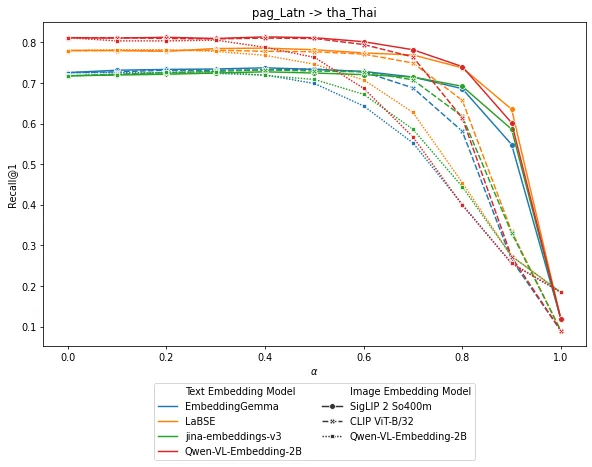 pag_Latn -> tha_Thai
Recall@1
0.8
0.7
0.6
0.5
0.4
0.3
0.2
0.1
0.0 0.2 0.4 0.6 0.8 1.0
α
Text Embedding Model
EmbeddingGemma
LaBSE
jina-embeddings-v3
Qwen-VL-Embedding-2B
Image Embedding Model
SigLIP 2 So400m
CLIP ViT-B/32
Qwen-VL-Embedding-2B